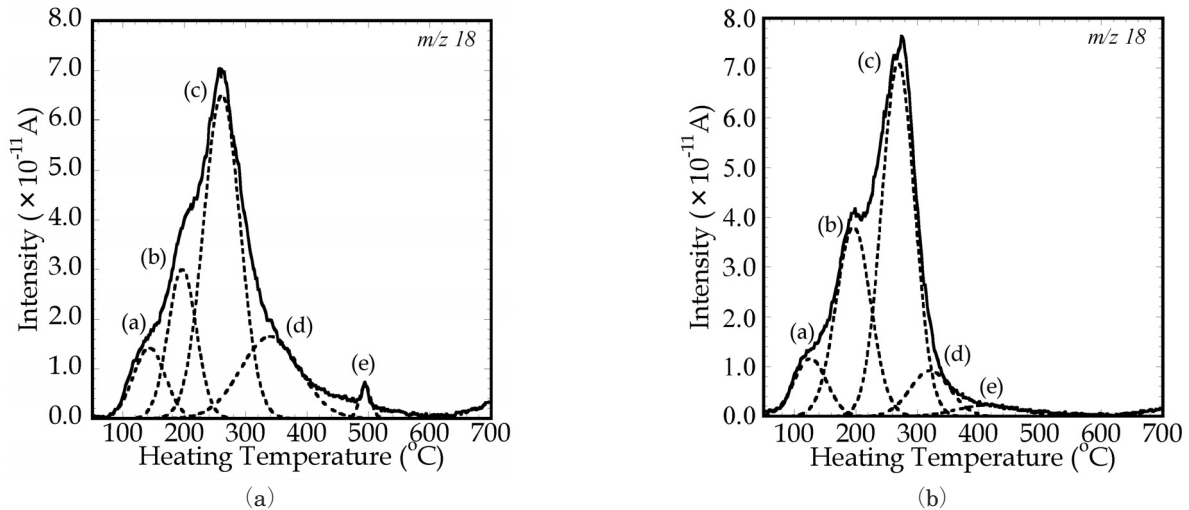 8.0
7.0
6.0
5.0
4.0
3.0
2.0
1.0
0.0
Intensity (×10⁻¹¹A)
m/z 18
(a)
(b)
(c)
(d)
(e)
100 200 300 400 500 600 700
Heating Temperature (°C)
(a)
8.0
7.0
6.0
5.0
4.0
3.0
2.0
1.0
0.0
Intensity (×10⁻¹¹A)
m/z 18
(a)
(b)
(c)
(d)
(e)
100 200 300 400 500 600 700
Heating Temperature (°C)
(b)